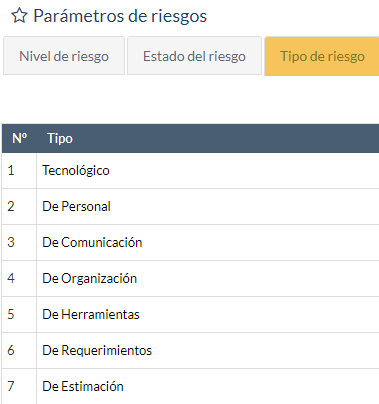 Parámetros de riesgos
Nivel de riesgo Estado del riesgo Tipo de riesgo
Nº Tipo
1 Tecnológico
2 De Personal
3 De Comunicación
4 De Organización
5 De Herramientas
6 De Requerimientos
7 De Estimación